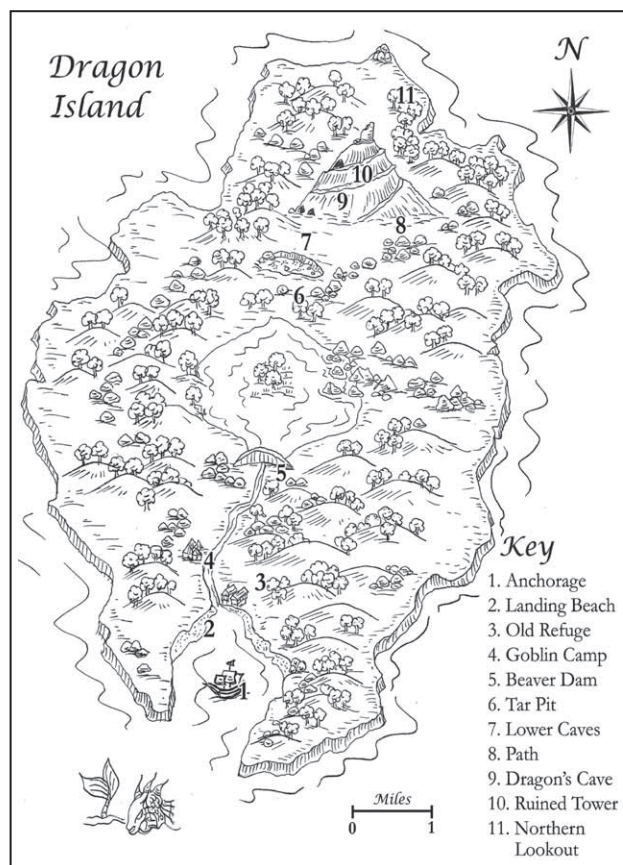 Dragon
Island
N
11
10
9
8
7
6
5
4
3
2
1
Key
1. Anchorage
2. Landing Beach
3. Old Refuge
4. Goblin Camp
5. Beaver Dam
6. Tar Pit
7. Lower Caves
8. Path
9. Dragon's Cave
10. Ruined Tower
11. Northern
Lookout
Miles
0 1